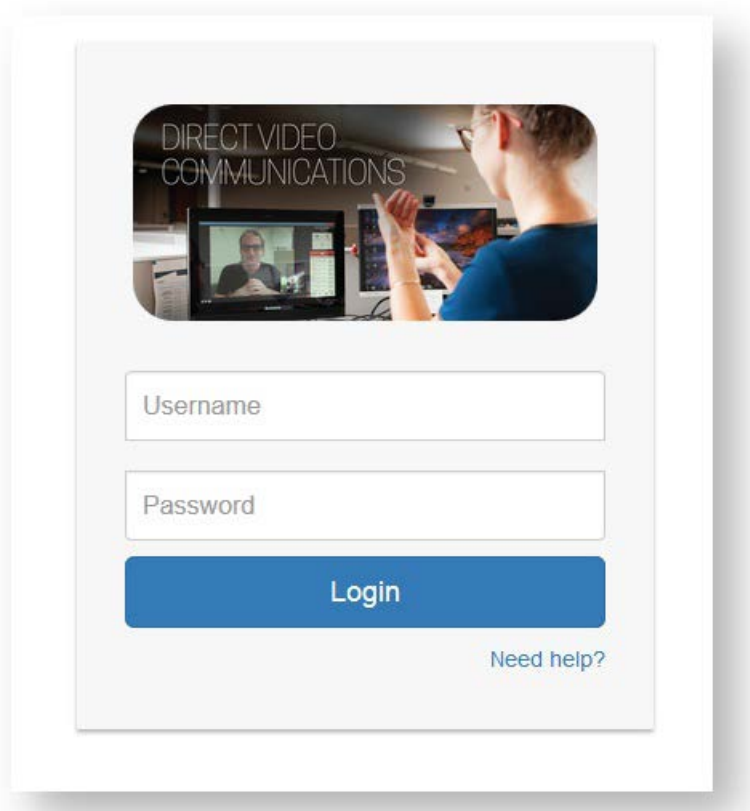 DIRECT VIDEO
COMMUNICATIONS
Username
Password
Login
Need help?